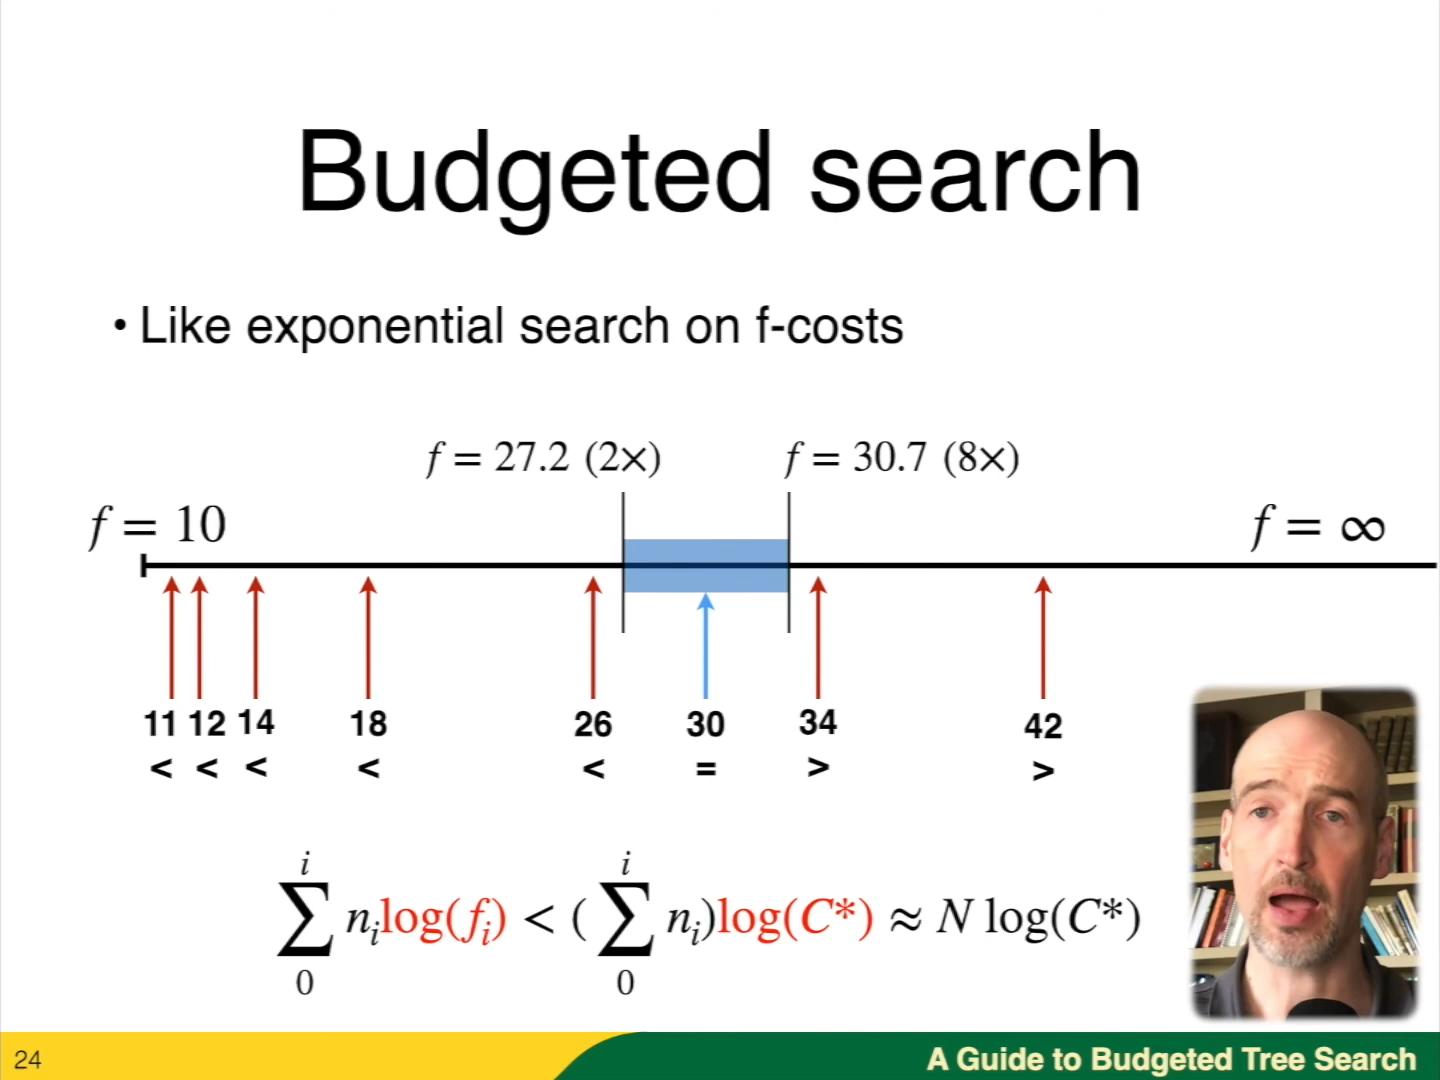 Budgeted search
• Like exponential search on f-costs
f = 27.2 (2×) f = 30.7 (8×)
f = 10 f = ∞
11 12 14 18 26 30 34 42
< < < < < = > >
∑₀ⁱ nᵢlog(fᵢ) < (∑₀ⁱ nᵢ)log(C*) ≈ N log(C*)
24 A Guide to Budgeted Tree Search